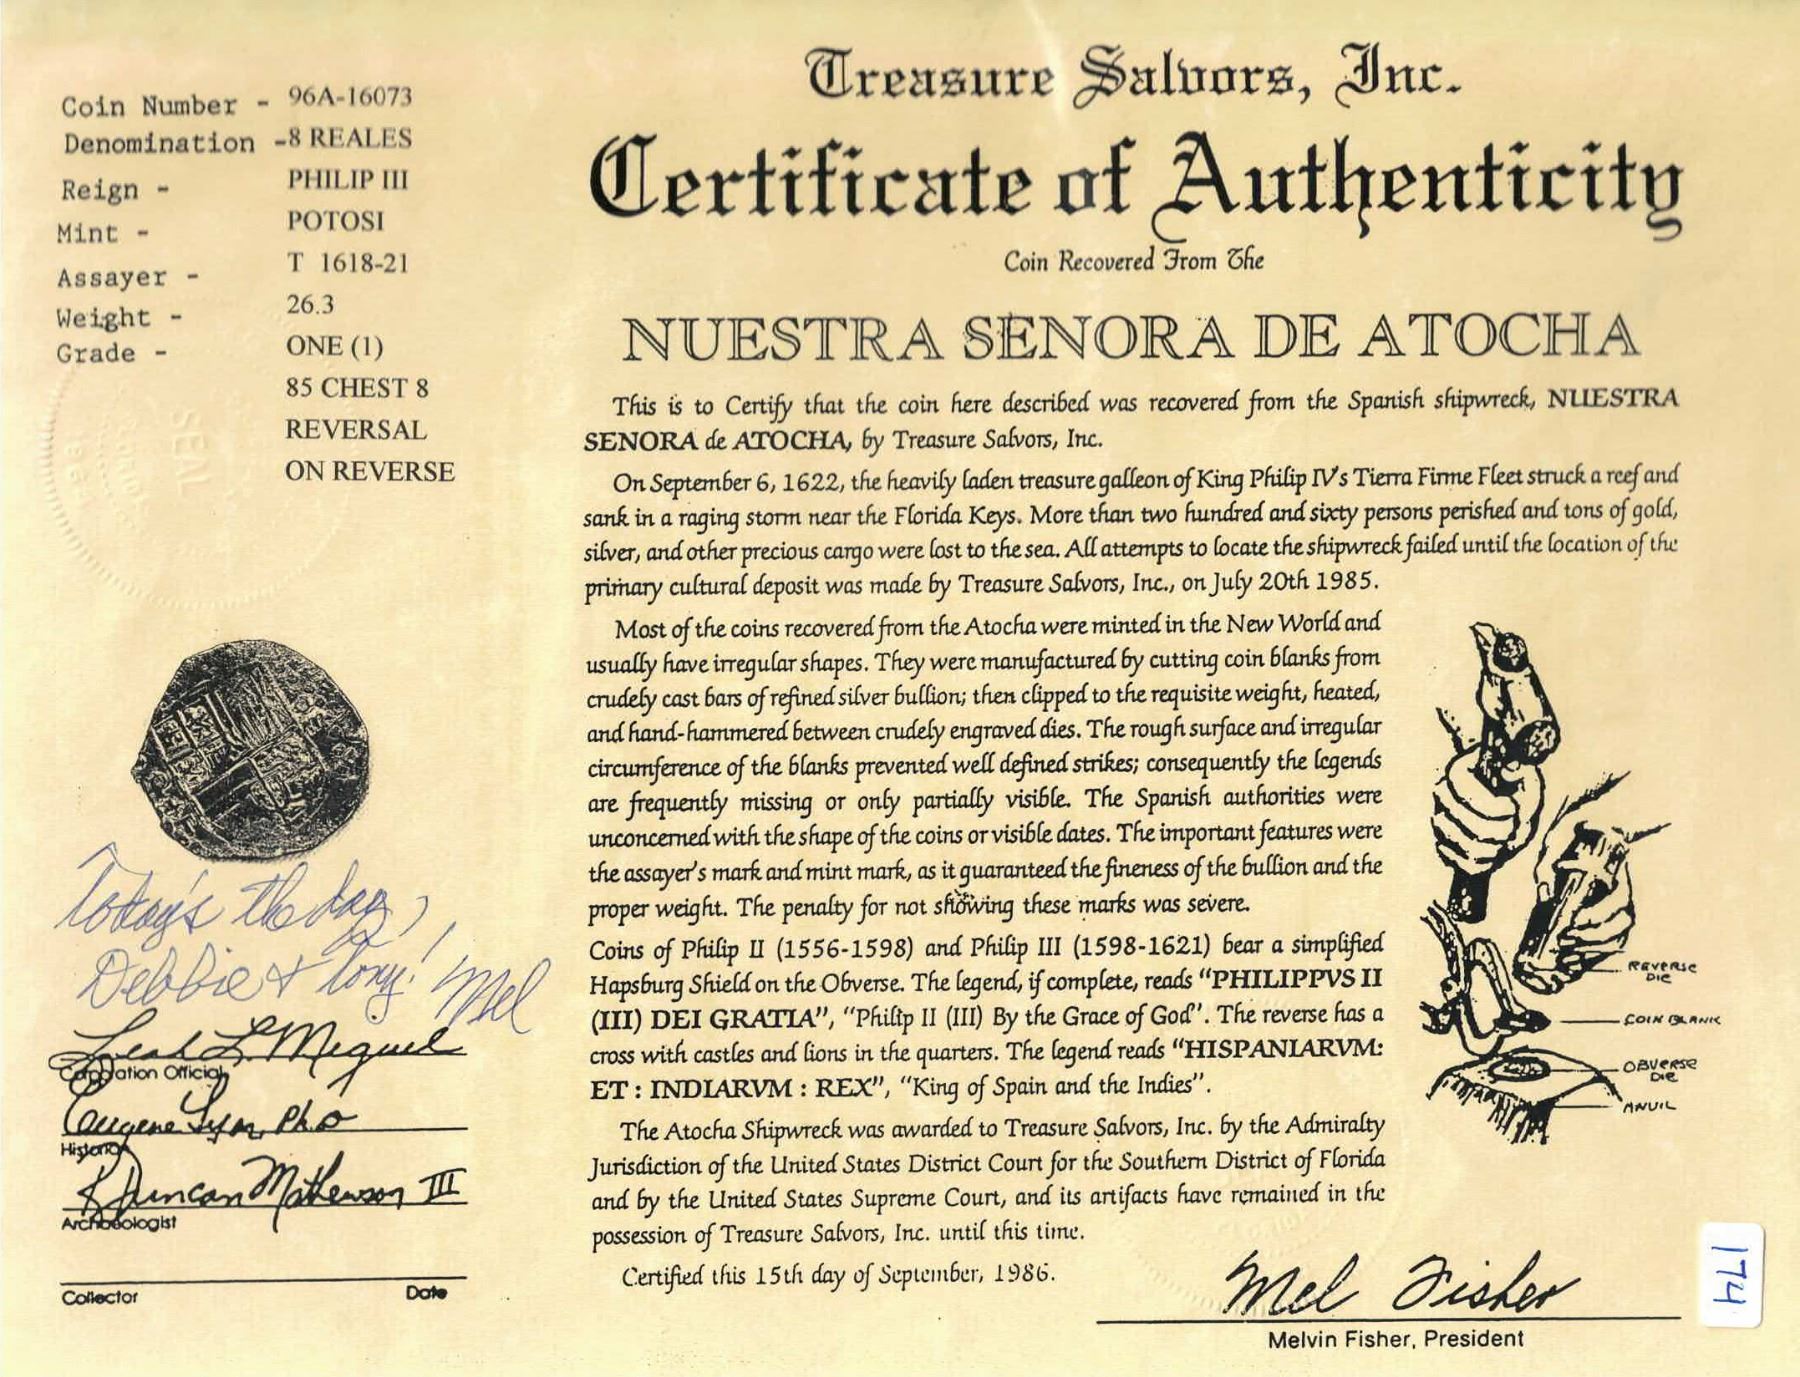 Coin Number - 96A-16073
Denomination -8 REALES
Reign - PHILIP III
Mint - POTOSI
Assayer - T 1618-21
Weight - 26.3
Grade - ONE (1)
85 CHEST 8
REVERSAL
ON REVERSE
SEAL
Treasure Salvors, Inc.
Certificate of Authenticity
Coin Recovered From The
NUESTRA SENORA DE ATOCHA
This is to Certify that the coin here described was recovered from the Spanish shipwreck, NUESTRA
SENORA de ATOCHA, by Treasure Salvors, Inc.
On September 6, 1622, the heavily laden treasure galleon of King Philip IV's Tierra Firme Fleet struck a reef and
sank in a raging storm near the Florida Keys. More than two hundred and sixty persons perished and tons of gold,
silver, and other precious cargo were lost to the sea. All attempts to locate the shipwreck failed until the location of the
primary cultural deposit was made by Treasure Salvors, Inc., on July 20th 1985.
Most of the coins recovered from the Atocha were minted in the New World and
usually have irregular shapes. They were manufactured by cutting coin blanks from
crudely cast bars of refined silver bullion; then clipped to the requisite weight, heated,
and hand-hammered between crudely engraved dies. The rough surface and irregular
circumference of the blanks prevented well defined strikes; consequently the legends
are frequently missing or only partially visible. The Spanish authorities were
unconcerned with the shape of the coins or visible dates. The important features were
the assayer's mark and mint mark, as it guaranteed the fineness of the bullion and the
proper weight. The penalty for not showing these marks was severe.
Coins of Philip II (1556-1598) and Philip III (1598-1621) bear a simplified
Hapsburg Shield on the Obverse. The legend, if complete, reads "PHILIPPVS II
(III) DEI GRATIA", "Philip II (III) By the Grace of God". The reverse has a
cross with castles and lions in the quarters. The legend reads "HISPANIARVM:
ET : INDIARVM : REX", "King of Spain and the Indies".
The Atocha Shipwreck was awarded to Treasure Salvors, Inc. by the Admiralty
Jurisdiction of the United States District Court for the Southern District of Florida
and by the United States Supreme Court, and its artifacts have remained in the
possession of Treasure Salvors, Inc. until this time.
Certified this 15th day of September, 1986.
REVERSE
DIE
COIN BLANK
OBVERSE
DIE
ANVIL
Today's the day,
Debbie & Tony! Mel
Leah L. Miguel
Corporation Official
Eugene Lyon, Ph.D
Historian
R Duncan Mathewson III
Archaeologist
Collector Date
Mel Fisher
Melvin Fisher, President
174